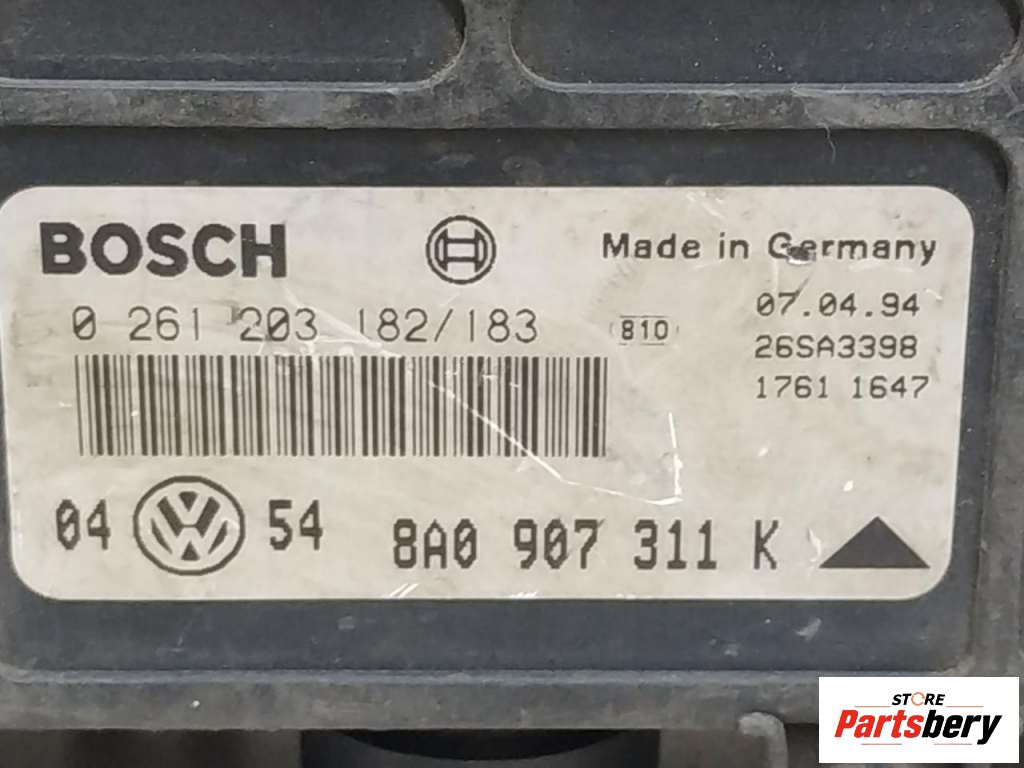 BOSCH Made in Germany
0 261 203 182/183 810 07.04.94
26SA3398
1761 1647
04 VW 54 8A0 907 311 K
STORE
Partsbery